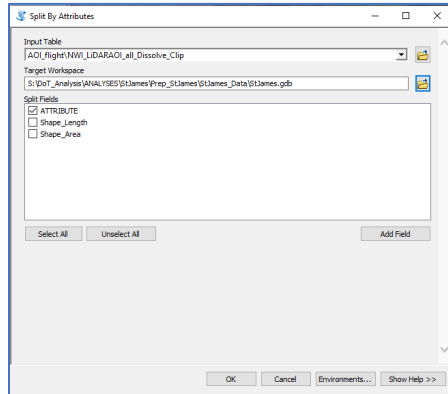 Split By Attributes
Input Table
AOI_flight\NWI_LiDARAOI_all_Dissolve_Clip
Target Workspace
S:\DoT_Analysis\ANALYSES\StJames\Prep_StJames\StJames_Data\StJames.gdb
Split Fields
ATTRIBUTE
Shape_Length
Shape_Area
Select All Unselect All Add Field
OK Cancel Environments... Show Help >>